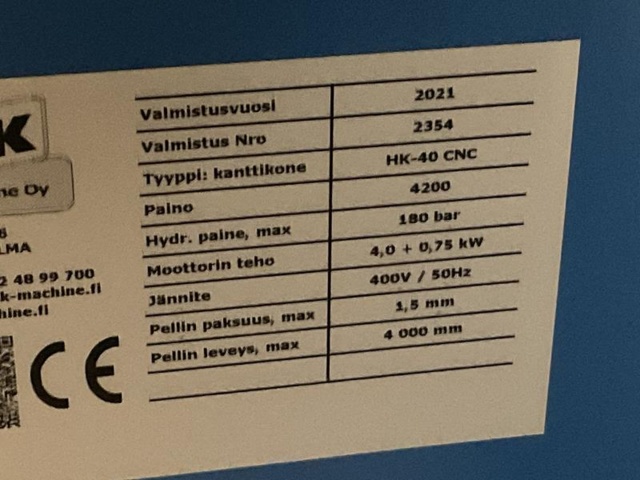 K
ne Oy
8
LMA
2 48 99 700
k-machine.fi
hine.fi
CE
Valmistusvuosi 2021
Valmistus Nro 2354
Tyyppi: kanttikone HK-40 CNC
Paino 4200
Hydr. paine, max 180 bar
Moottorin teho 4,0 + 0,75 kW
Jännite 400V / 50Hz
Pellin paksuus, max 1,5 mm
Pellin leveys, max 4 000 mm